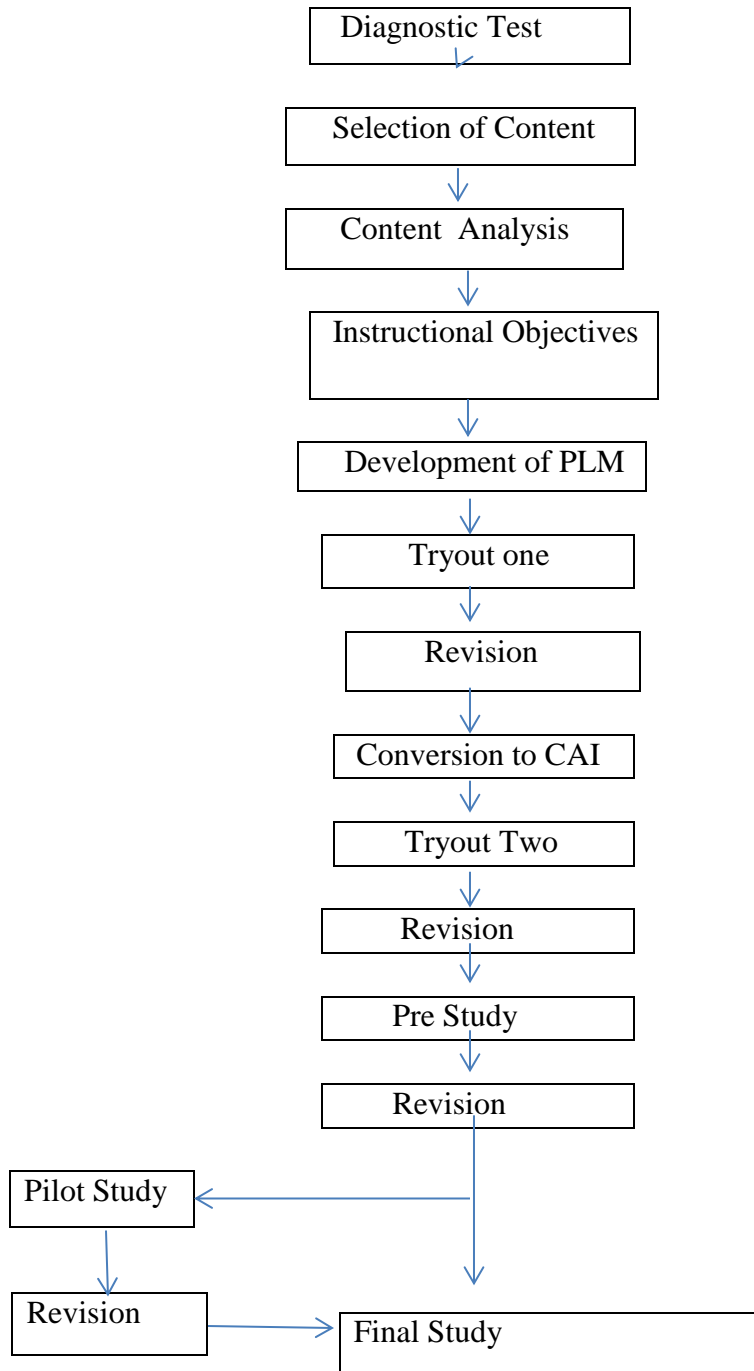 Diagnostic Test
Selection of Content
Content Analysis
Instructional Objectives
Development of PLM
Tryout one
Revision
Conversion to CAI
Tryout Two
Revision
Pre Study
Revision
Pilot Study
Revision
Final Study